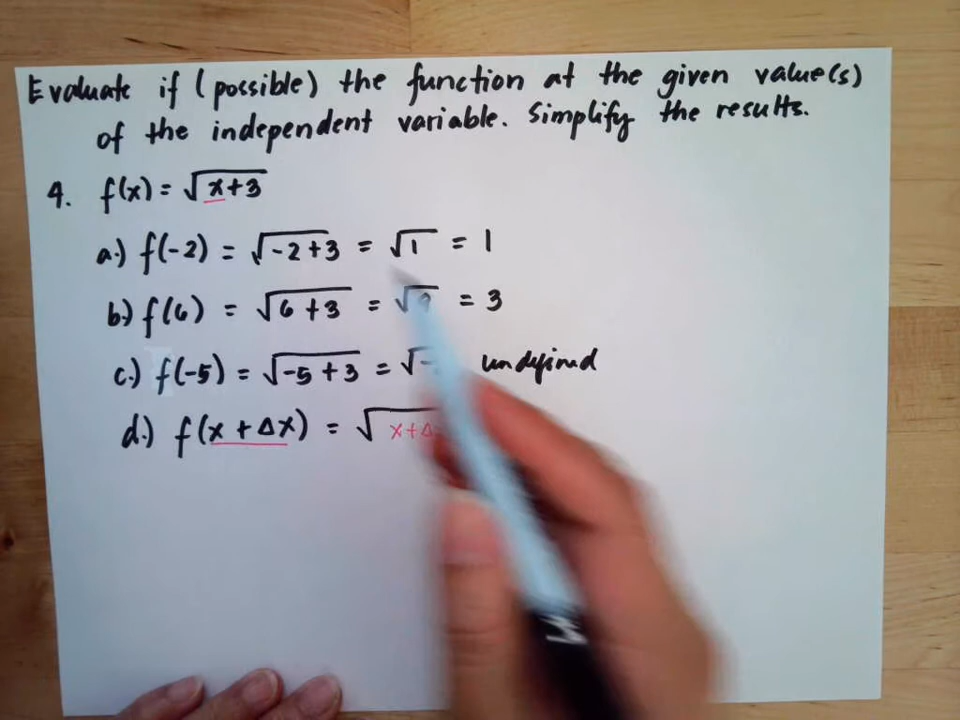 Evaluate if (possible) the function at the given value(s)
of the independent variable. Simplify the results.
4. f(x) = √x+3
a.) f(-2) = √-2+3 = √1 = 1
b.) f(6) = √6+3 = √9 = 3
c.) f(-5) = √-5+3 = √- undefined
d.) f(x+Δx) = √x+Δ